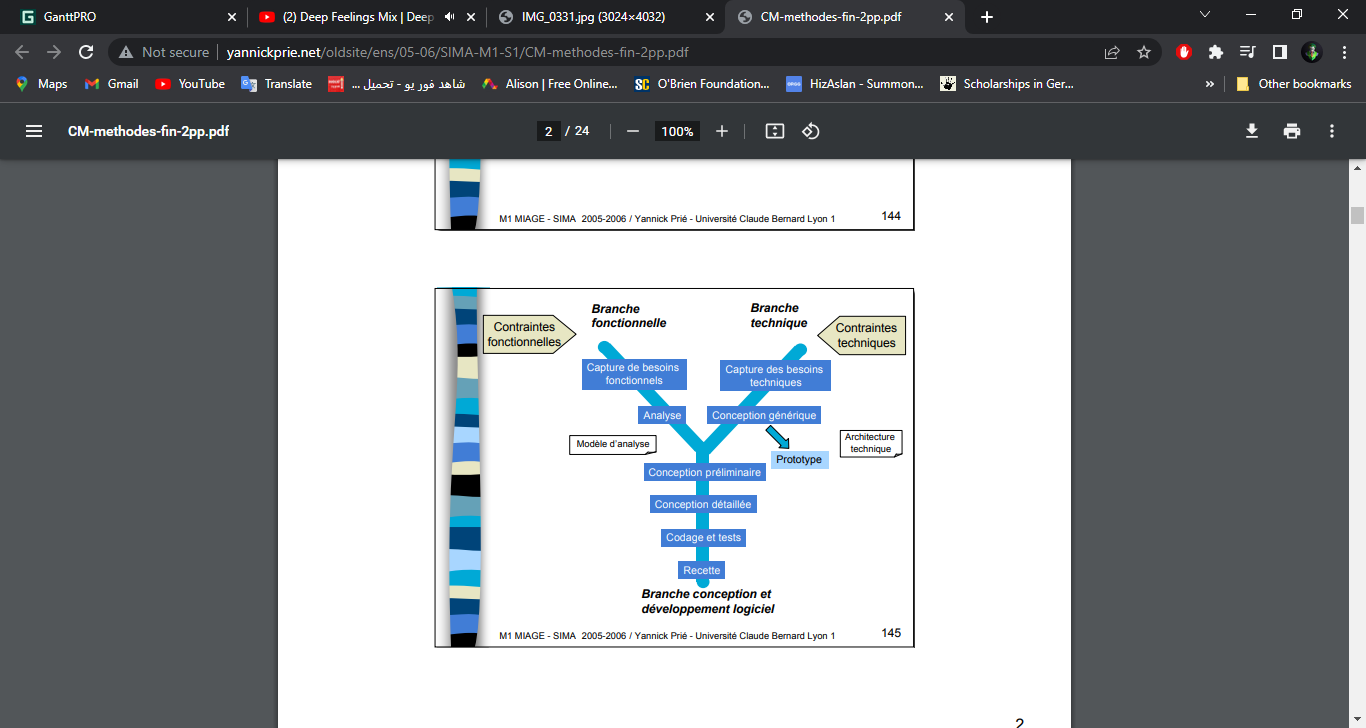 GanttPRO
(2) Deep Feelings Mix | Deep
IMG_0331.jpg (3024×4032)
CM-methodes-fin-2pp.pdf
Not secure
yannickprie.net/oldsite/ens/05-06/SIMA-M1-S1/CM-methodes-fin-2pp.pdf
Maps
Gmail
YouTube
Translate
شاهد فور يو - تحميل ...
Alison | Free Online...
O'Brien Foundation...
HizAslan - Summon...
Scholarships in Ger...
»
Other bookmarks
CM-methodes-fin-2pp.pdf
2 / 24
100%
M1 MIAGE - SIMA 2005-2006 / Yannick Prié - Université Claude Bernard Lyon 1
144
Branche
fonctionnelle
Branche
technique
Contraintes
fonctionnelles
Contraintes
techniques
Capture de besoins
fonctionnels
Capture des besoins
techniques
Analyse
Conception générique
Modèle d'analyse
Architecture
technique
Prototype
Conception préliminaire
Conception détaillée
Codage et tests
Recette
Branche conception et
développement logiciel
M1 MIAGE - SIMA 2005-2006 / Yannick Prié - Université Claude Bernard Lyon 1
145
2